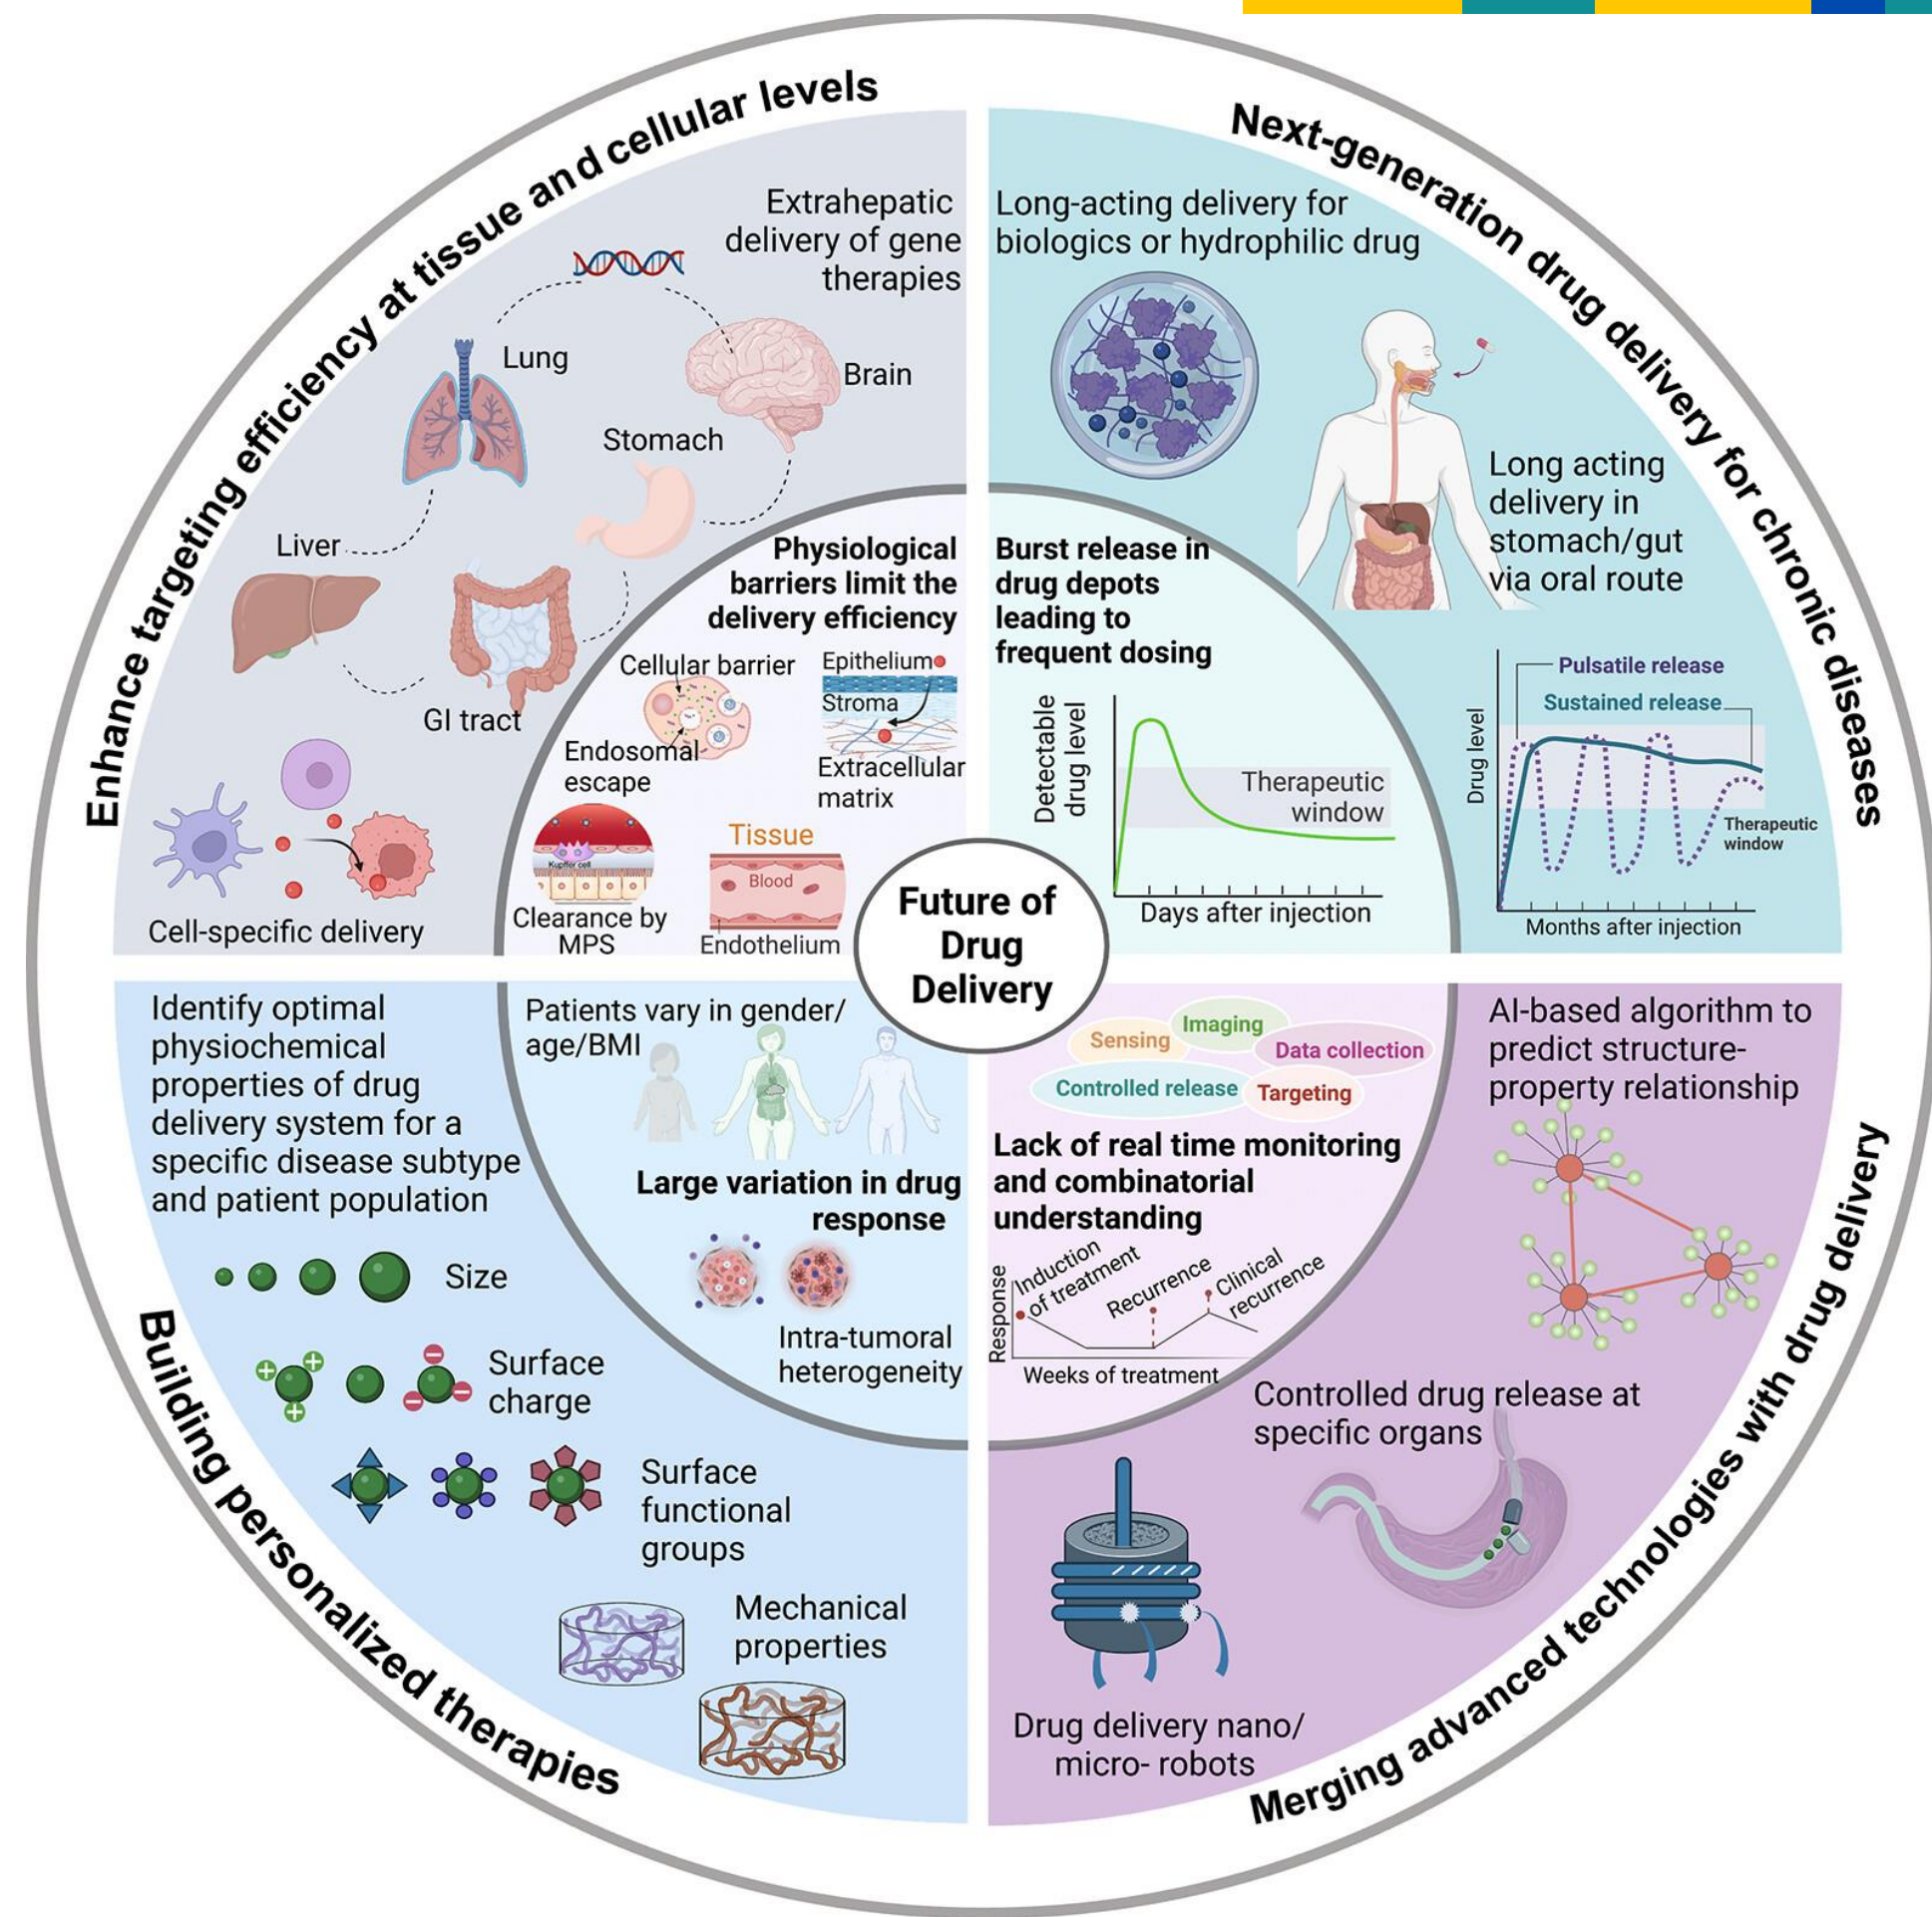 Enhance targeting efficiency at tissue and cellular levels
Extrahepatic
delivery of gene
therapies
Lung
Brain
Stomach
Liver
GI tract
Cell-specific delivery
Physiological
barriers limit the
delivery efficiency
Cellular barrier
Endosomal
escape
Epithelium
Stroma
Extracellular
matrix
Kupffer cell
Clearance by
MPS
Tissue
Blood
Endothelium
Next-generation drug delivery for chronic diseases
Long-acting delivery for
biologics or hydrophilic drug
Long acting
delivery in
stomach/gut
via oral route
Burst release in
drug depots
leading to
frequent dosing
Detectable
drug level
Therapeutic
window
Days after injection
Pulsatile release
Sustained release
Drug level
Therapeutic
window
Months after injection
Future of
Drug
Delivery
Building personalized therapies
Identify optimal
physiochemical
properties of drug
delivery system for a
specific disease subtype
and patient population
Size
Surface
charge
Surface
functional
groups
Mechanical
properties
Patients vary in gender/
age/BMI
Large variation in drug
response
Intra-tumoral
heterogeneity
Merging advanced technologies with drug delivery
Sensing
Imaging
Data collection
Controlled release
Targeting
Lack of real time monitoring
and combinatorial
understanding
Response
Induction
of treatment
Recurrence
Clinical
recurrence
Weeks of treatment
AI-based algorithm to
predict structure-
property relationship
Controlled drug release at
specific organs
Drug delivery nano/
micro- robots